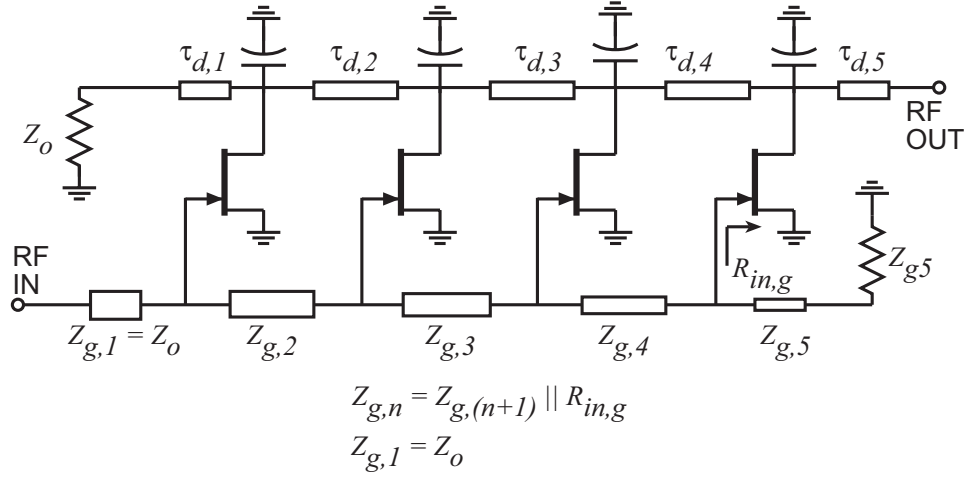 τd,1
τd,2
τd,3
τd,4
τd,5
Zo
RF
OUT
RF
IN
Rin,g
Zg5
Zg,1 = Zo
Zg,2
Zg,3
Zg,4
Zg,5
Zg,n = Zg,(n+1) || Rin,g
Zg,1 = Zo